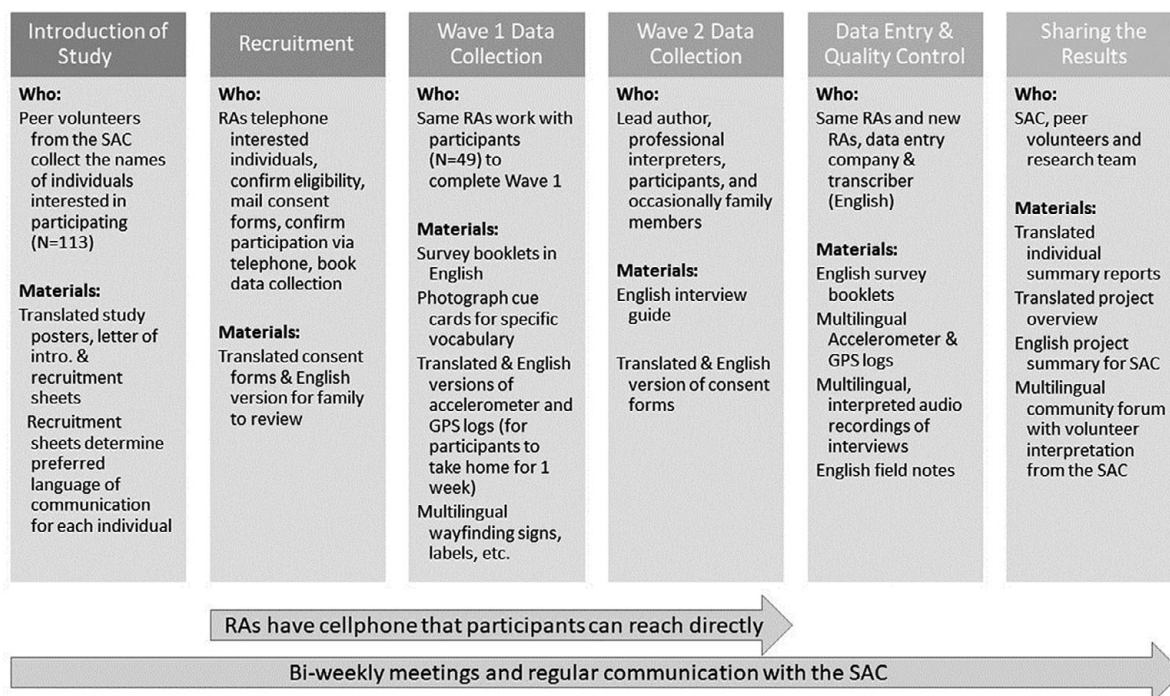 Introduction of
Study
Who:
Peer volunteers
from the SAC
collect the names
of individuals
interested in
participating
(N=113)
Materials:
Translated study
posters, letter of
intro. &
recruitment
sheets
Recruitment
sheets determine
preferred
language of
communication
for each individual
Recruitment
Who:
RAs telephone
interested
individuals,
confirm eligibility,
mail consent
forms, confirm
participation via
telephone, book
data collection
Materials:
Translated consent
forms & English
version for family
to review
Wave 1 Data
Collection
Who:
Same RAs work with
participants
(N=49) to
complete Wave 1
Materials:
Survey booklets in
English
Photograph cue
cards for specific
vocabulary
Translated & English
versions of
accelerometer and
GPS logs (for
participants to
take home for 1
week)
Multilingual
wayfinding signs,
labels, etc.
Wave 2 Data
Collection
Who:
Lead author,
professional
interpreters,
participants, and
occasionally family
members
Materials:
English interview
guide
Translated & English
version of consent
forms
Data Entry &
Quality Control
Who:
Same RAs and new
RAs, data entry
company &
transcriber
(English)
Materials:
English survey
booklets
Multilingual
Accelerometer &
GPS logs
Multilingual,
interpreted audio
recordings of
interviews
English field notes
Sharing the
Results
Who:
SAC, peer
volunteers and
research team
Materials:
Translated
individual
summary reports
Translated project
overview
English project
summary for SAC
Multilingual
community forum
with volunteer
interpretation
from the SAC
RAs have cellphone that participants can reach directly
Bi-weekly meetings and regular communication with the SAC